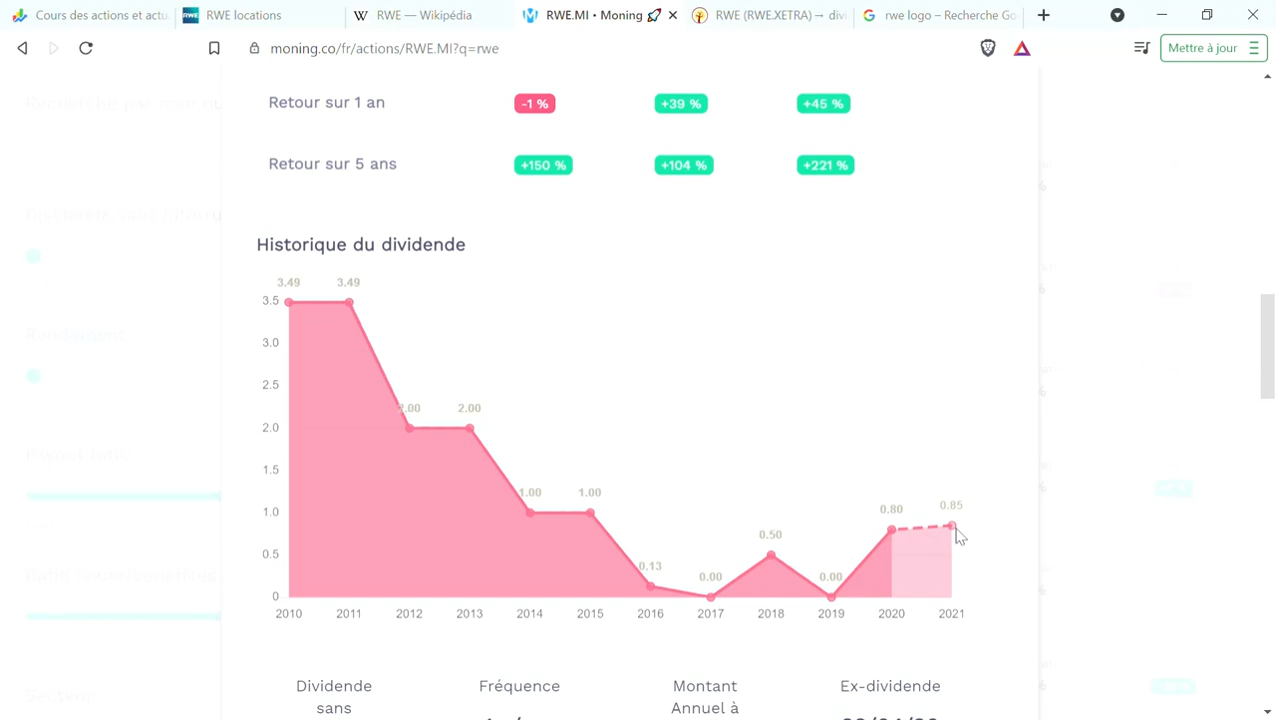 Cours des actions et actu
RWE locations
RWE — Wikipédia
RWE.MI • Moning 🚀
RWE (RWE.XETRA) → divi
rwe logo – Recherche Go
moning.co/fr/actions/RWE.MI?q=rwe
Mettre à jour
Retour sur 1 an -1 % +39 % +45 %
Retour sur 5 ans +150 % +104 % +221 %
Historique du dividende
3.49 3.49
3.5
3.0
2.5
2.00 2.00
2.0
1.5
1.00 1.00
1.0
0.80 0.85
0.50
0.5
0.13 0.00 0.00
0
2010 2011 2012 2013 2014 2015 2016 2017 2018 2019 2020 2021
Dividende Fréquence Montant Ex-dividende
sans Annuel à